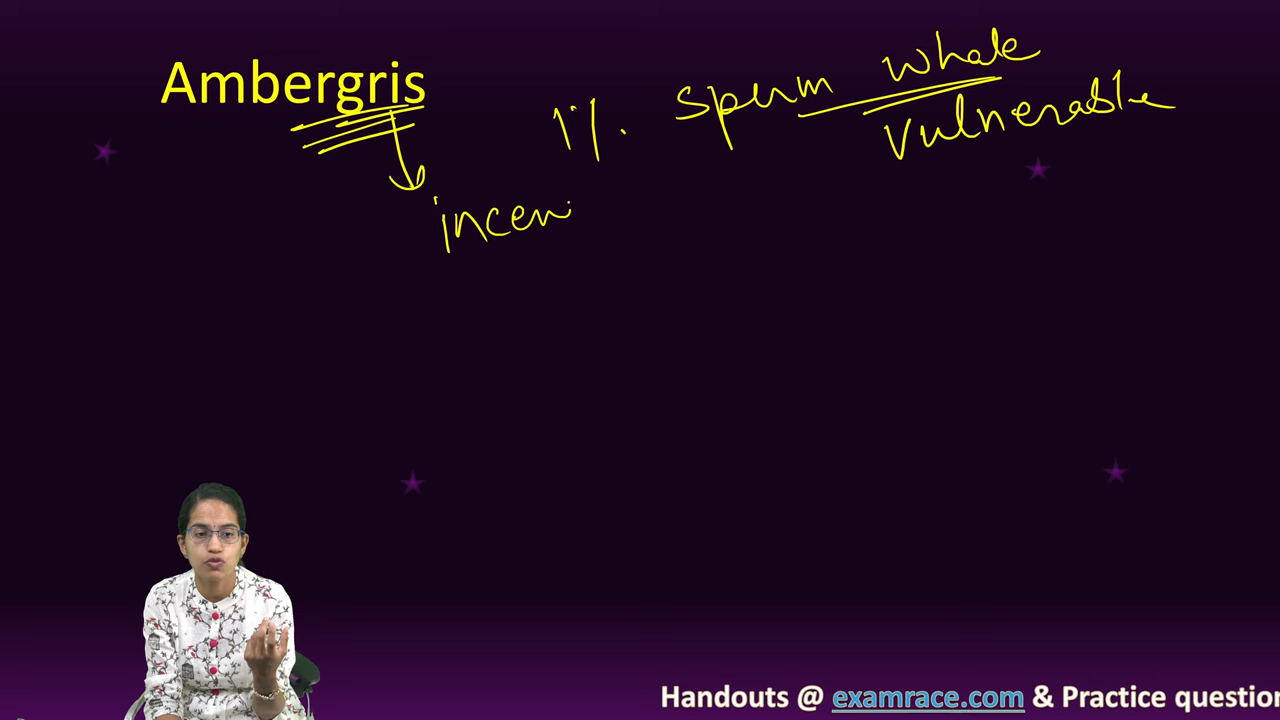 Ambergris
1%. sperm whale
vulnerable
incen
Handouts @ examrace.com & Practice question